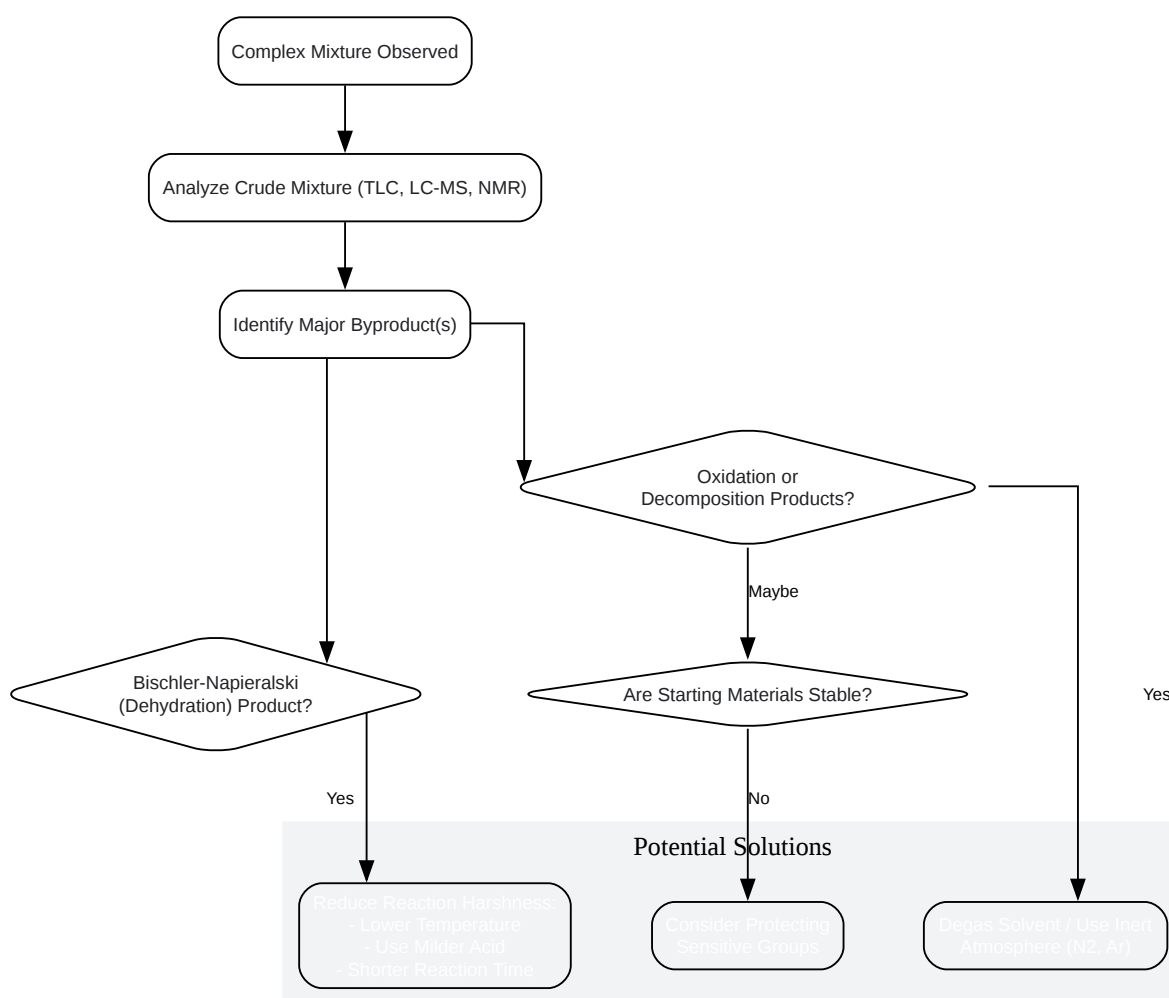 Complex Mixture Observed
Analyze Crude Mixture (TLC, LC-MS, NMR)
Identify Major Byproduct(s)
Oxidation or
Decomposition Products?
Maybe
Bischler-Napieralski
(Dehydration) Product?
Are Starting Materials Stable?
Yes
Yes
No
Potential Solutions
Reduce Reaction Harshness:
- Lower Temperature
- Use Milder Acid
- Shorter Reaction Time
Consider Protecting
Sensitive Groups
Degas Solvent / Use Inert
Atmosphere (N2, Ar)